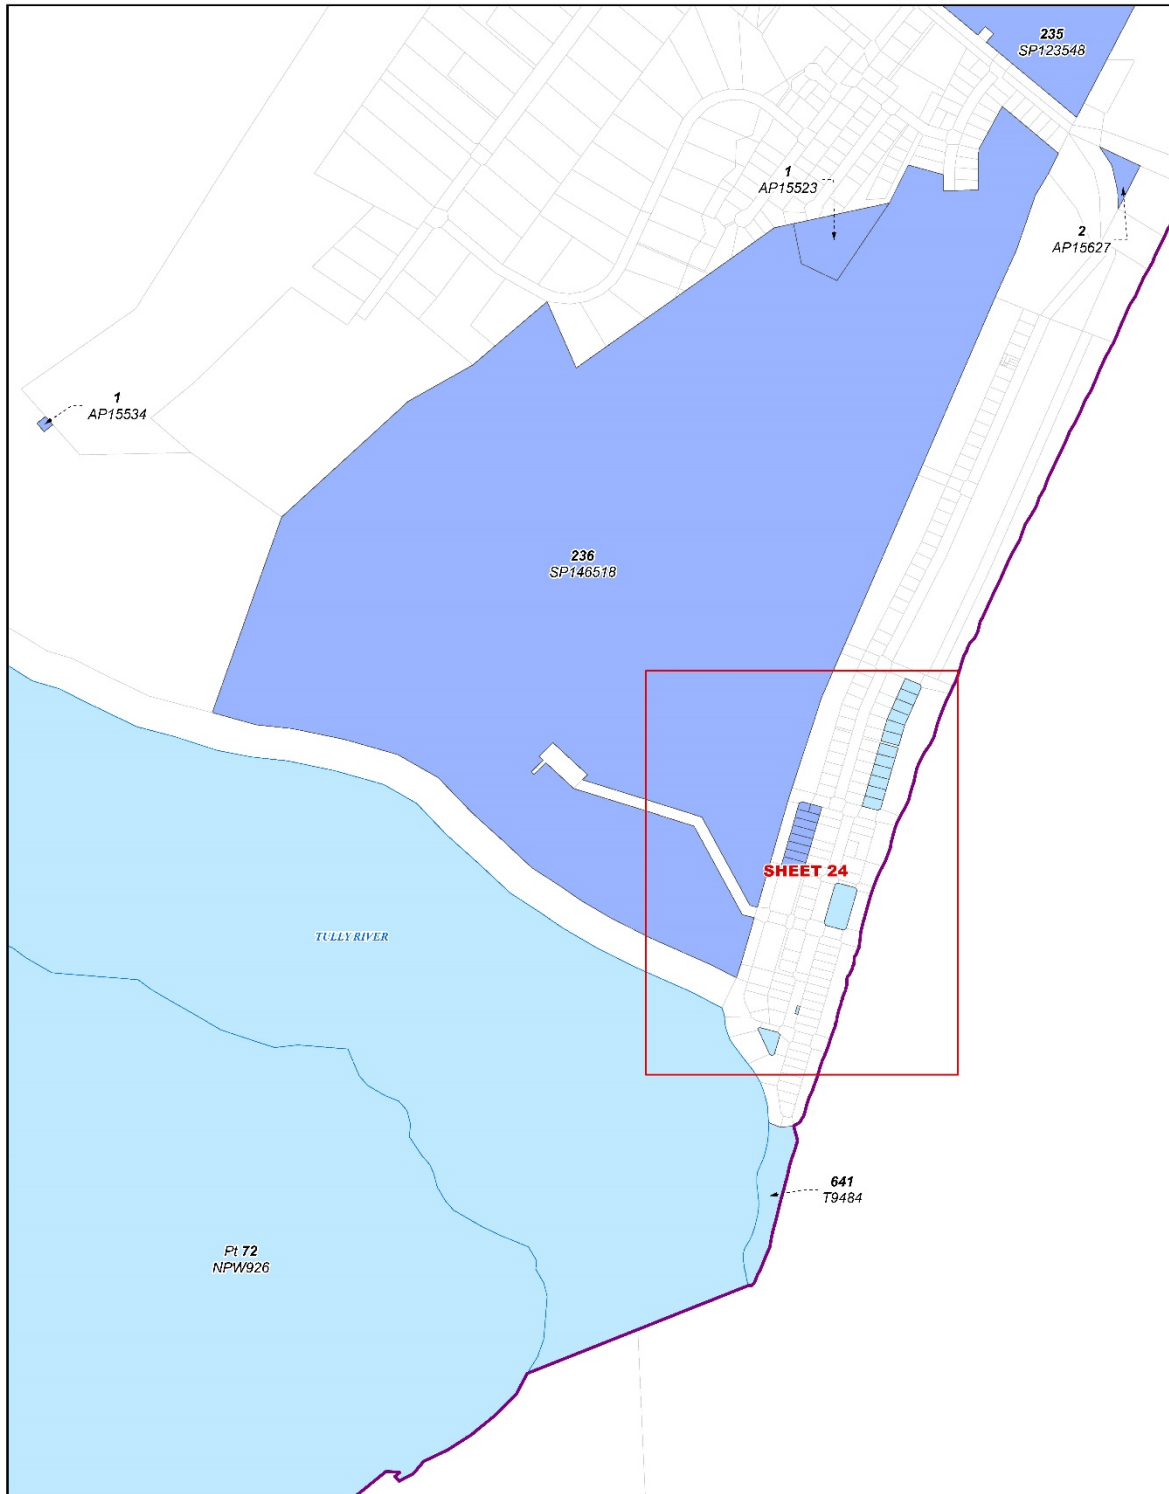 235
SP123548
1
AP15523
2
AP15627
1
AP15534
236
SP146518
SHEET 24
TULLY RIVER
641
T9484
Pt 72
NPW926